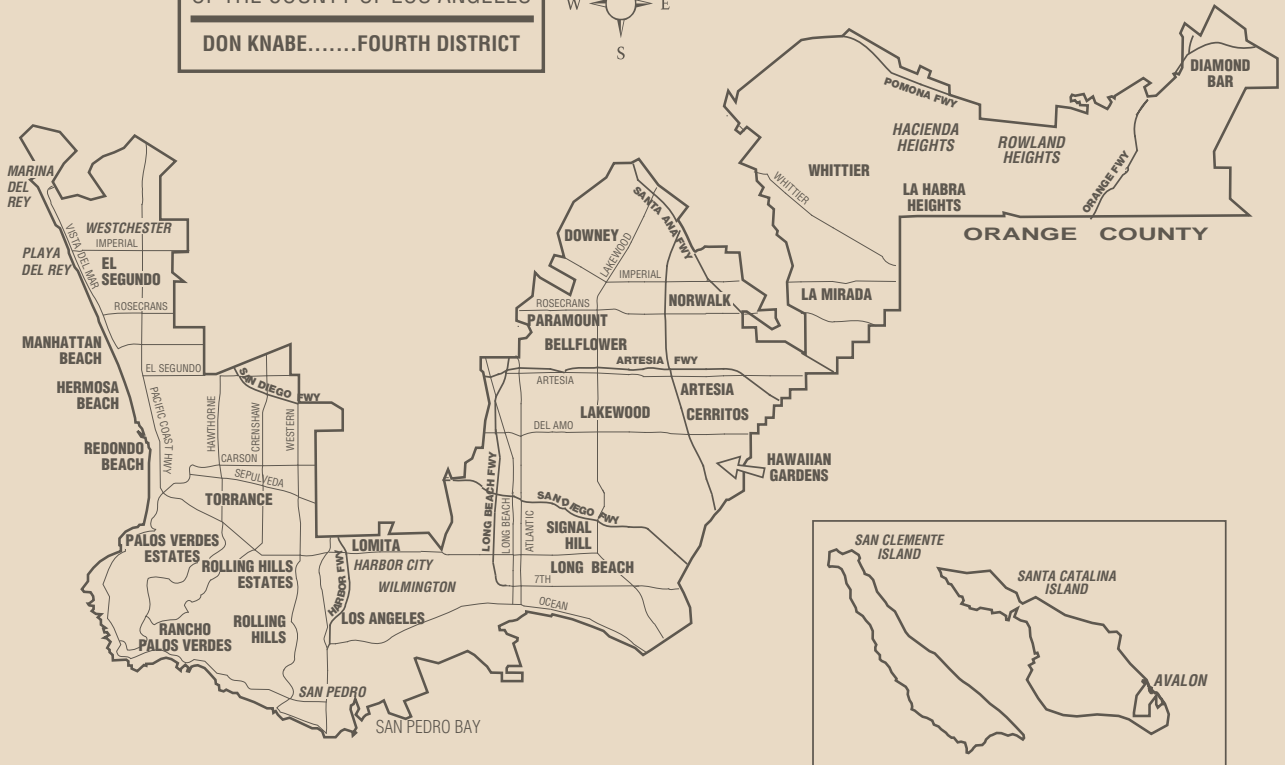 OF THE COUNTY OF LOS ANGELES
DON KNABE.......FOURTH DISTRICT
W
E
S
DIAMOND
BAR
POMONA FWY
HACIENDA
HEIGHTS
ROWLAND
HEIGHTS
ORANGE FWY
WHITTIER
WHITTIER
LA HABRA
HEIGHTS
ORANGE COUNTY
LA MIRADA
MARINA
DEL
REY
WESTCHESTER
IMPERIAL
VISTA DEL MAR
PLAYA
DEL REY
EL
SEGUNDO
ROSECRANS
MANHATTAN
BEACH
EL SEGUNDO
HERMOSA
BEACH
SAN DIEGO FWY
PACIFIC COAST HWY
HAWTHORNE
CRENSHAW
WESTERN
REDONDO
BEACH
CARSON
SEPULVEDA
TORRANCE
PALOS VERDES
ESTATES
ROLLING HILLS
ESTATES
LOMITA
HARBOR CITY
HARBOR FWY
WILMINGTON
LOS ANGELES
ROLLING
HILLS
RANCHO
PALOS VERDES
SAN PEDRO
SAN PEDRO BAY
SANTA ANA FWY
DOWNEY
LAKEWOOD
IMPERIAL
ROSECRANS
NORWALK
PARAMOUNT
BELLFLOWER
ARTESIA FWY
ARTESIA
ARTESIA
LAKEWOOD
CERRITOS
DEL AMO
HAWAIIAN
GARDENS
LONG BEACH FWY
LONG BEACH
ATLANTIC
SAN DIEGO FWY
SIGNAL
HILL
LONG BEACH
7TH
OCEAN
SAN CLEMENTE
ISLAND
SANTA CATALINA
ISLAND
AVALON